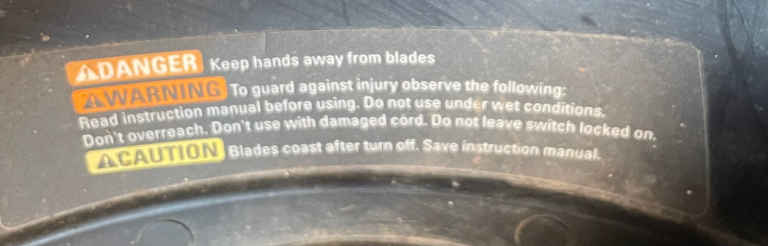 ⚠DANGER Keep hands away from blades
⚠WARNING To guard against injury observe the following:
Read instruction manual before using. Do not use under wet conditions.
Don't overreach. Don't use with damaged cord. Do not leave switch locked on.
⚠CAUTION Blades coast after turn off. Save instruction manual.